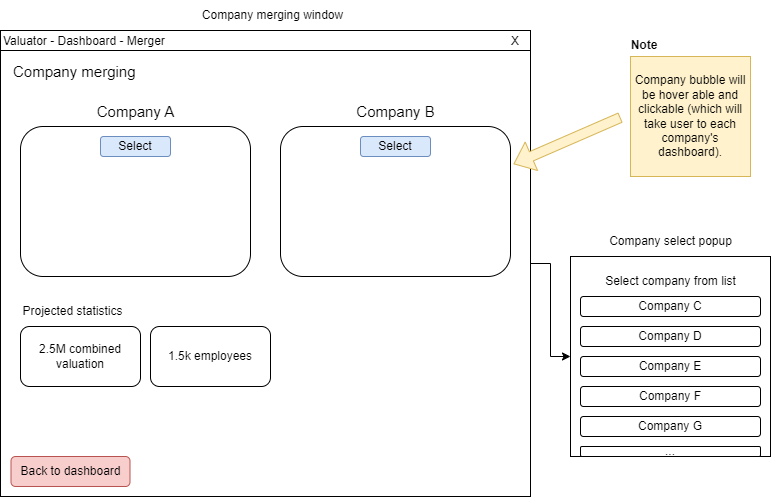 Company merging window
Valuator - Dashboard - Merger
X
Company merging
Company A
Company B
Select
Select
Projected statistics
2.5M combined
valuation
1.5k employees
Back to dashboard
Note
Company bubble will
be hover able and
clickable (which will
take user to each
company's
dashboard).
Company select popup
Select company from list
Company C
Company D
Company E
Company F
Company G
...